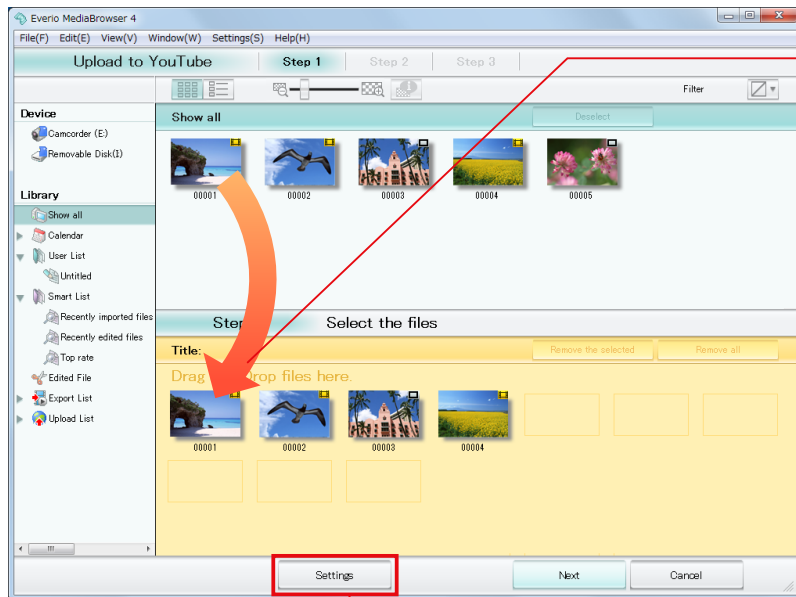 Everio MediaBrowser 4
File(F) Edit(E) View(V) Window(W) Settings(S) Help(H)
Upload to YouTube Step 1 Step 2 Step 3
Filter
Device
Camcorder (E:)
Removable Disk(I)
Library
Show all
Calendar
User List
Untitled
Smart List
Recently imported files
Recently edited files
Top rate
Edited File
Export List
Upload List
Show all Deselect
00001 00002 00003 00004 00005
Step Select the files
Title: Remove the selected Remove all
Drag rop files here.
00001 00002 00003 00004
Settings Next Cancel